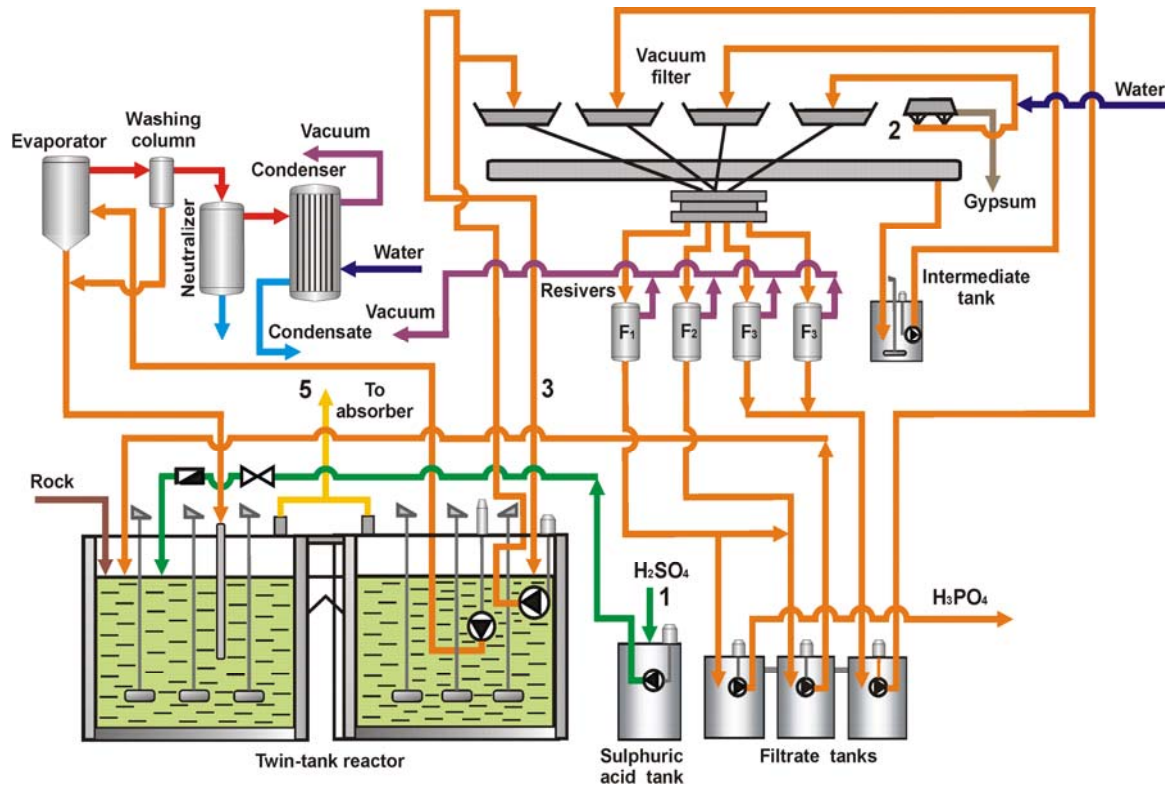 Vacuum
filter
Water
2
Gypsum
Evaporator
Washing
column
Vacuum
Condenser
Neutralizer
Water
Condensate
Vacuum
Resivers
F₁
F₂
F₃
F₃
Intermediate
tank
5
To
absorber
3
Rock
H₂SO₄
1
H₃PO₄
Twin-tank reactor
Sulphuric
acid tank
Filtrate tanks